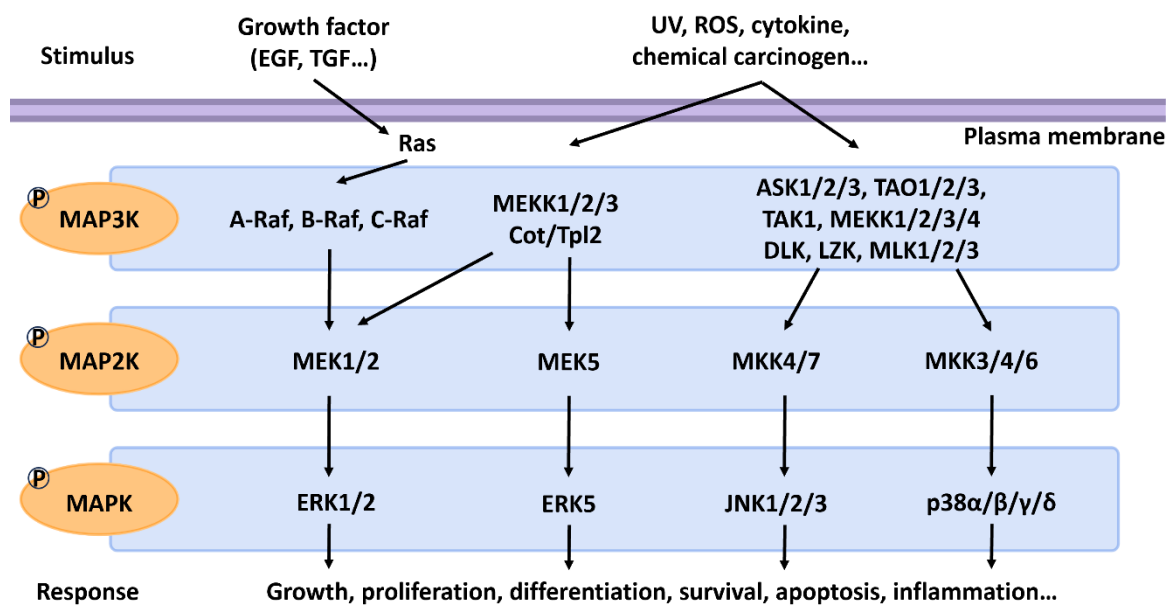 Stimulus
Growth factor
(EGF, TGF...)
UV, ROS, cytokine,
chemical carcinogen...
Plasma membrane
Ras
P
MAP3K
A-Raf, B-Raf, C-Raf
MEKK1/2/3
Cot/Tpl2
ASK1/2/3, TAO1/2/3,
TAK1, MEKK1/2/3/4
DLK, LZK, MLK1/2/3
P
MAP2K
MEK1/2
MEK5
MKK4/7
MKK3/4/6
P
MAPK
ERK1/2
ERK5
JNK1/2/3
p38α/β/γ/δ
Response
Growth, proliferation, differentiation, survival, apoptosis, inflammation...